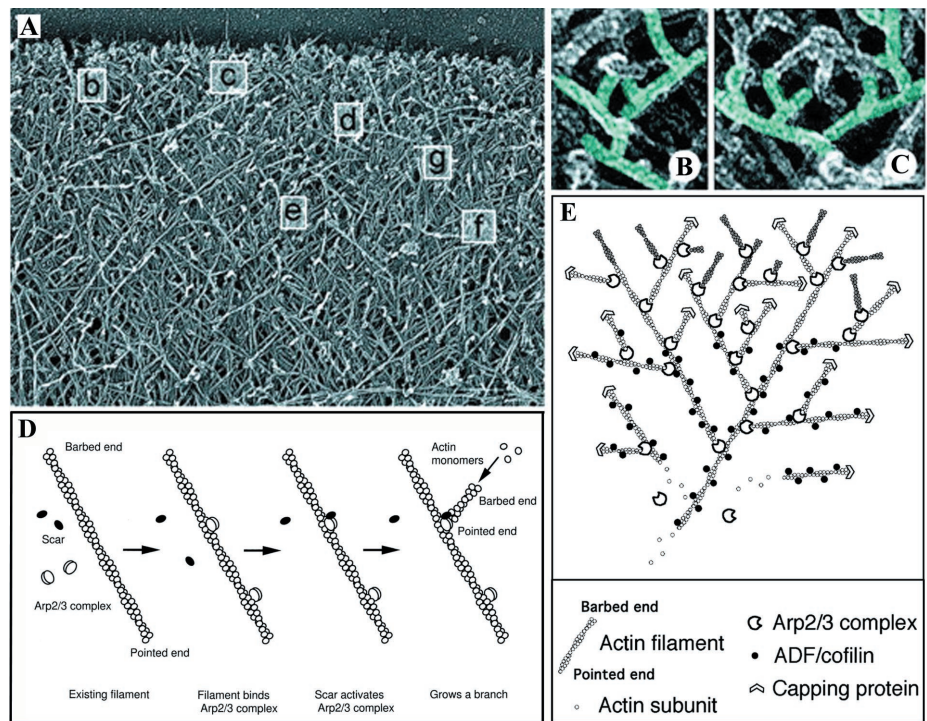 A
b
c
d
g
e
f
B
C
D
Barbed end
Scar
Arp2/3 complex
Pointed end
Actin
monomers
Barbed end
Pointed end
Existing filament
Filament binds
Arp2/3 complex
Scar activates
Arp2/3 complex
Grows a branch
E
Barbed end
Actin filament
Pointed end
Actin subunit
Arp2/3 complex
ADF/cofilin
Capping protein